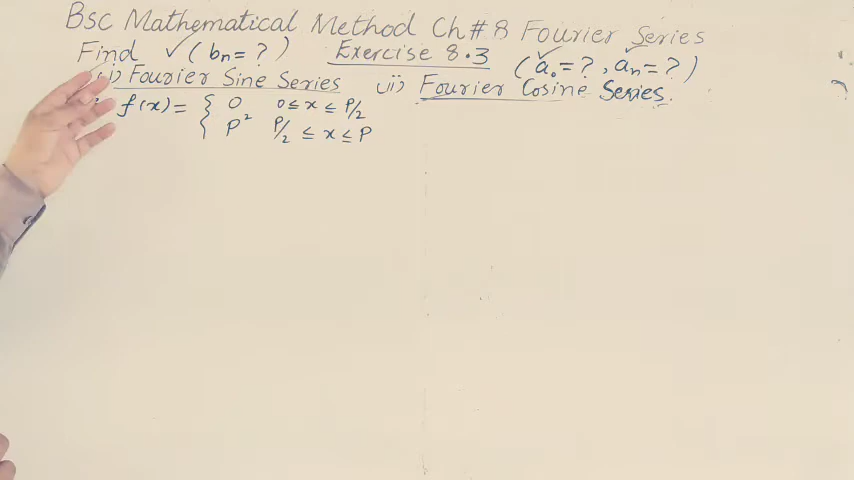 Bsc Mathematical Method Ch # 8 Fourier Series
Find ✓ (bn = ?) Exercise 8.3 (a₀ = ?, an = ?)
(i) Fourier Sine Series (ii) Fourier Cosine Series.
f(x) = { 0 0 ≤ x ≤ P/2
{ P² P/2 ≤ x ≤ P